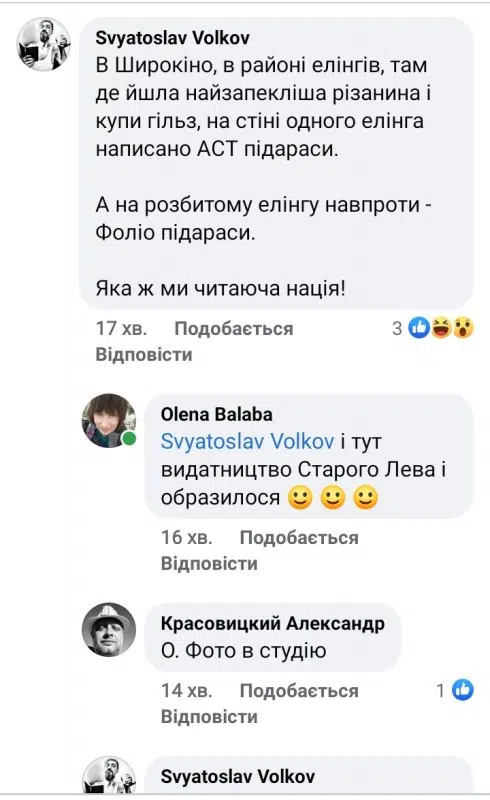 Svyatoslav Volkov
В Широкіно, в районі елінгів, там
де йшла найзапекліша різанина і
купи гільз, на стіні одного елінга
написано АСТ підараси.
А на розбитому елінгу навпроти -
Фоліо підараси.
Яка ж ми читаюча нація!
17 хв. Подобається 3
Відповісти
Olena Balaba
Svyatoslav Volkov і тут
видатництво Старого Лева і
образилося 🙂 🙂 🙂
16 хв. Подобається
Відповісти
Красовицкий Александр
О. Фото в студію
14 хв. Подобається 1
Відповісти
Svyatoslav Volkov